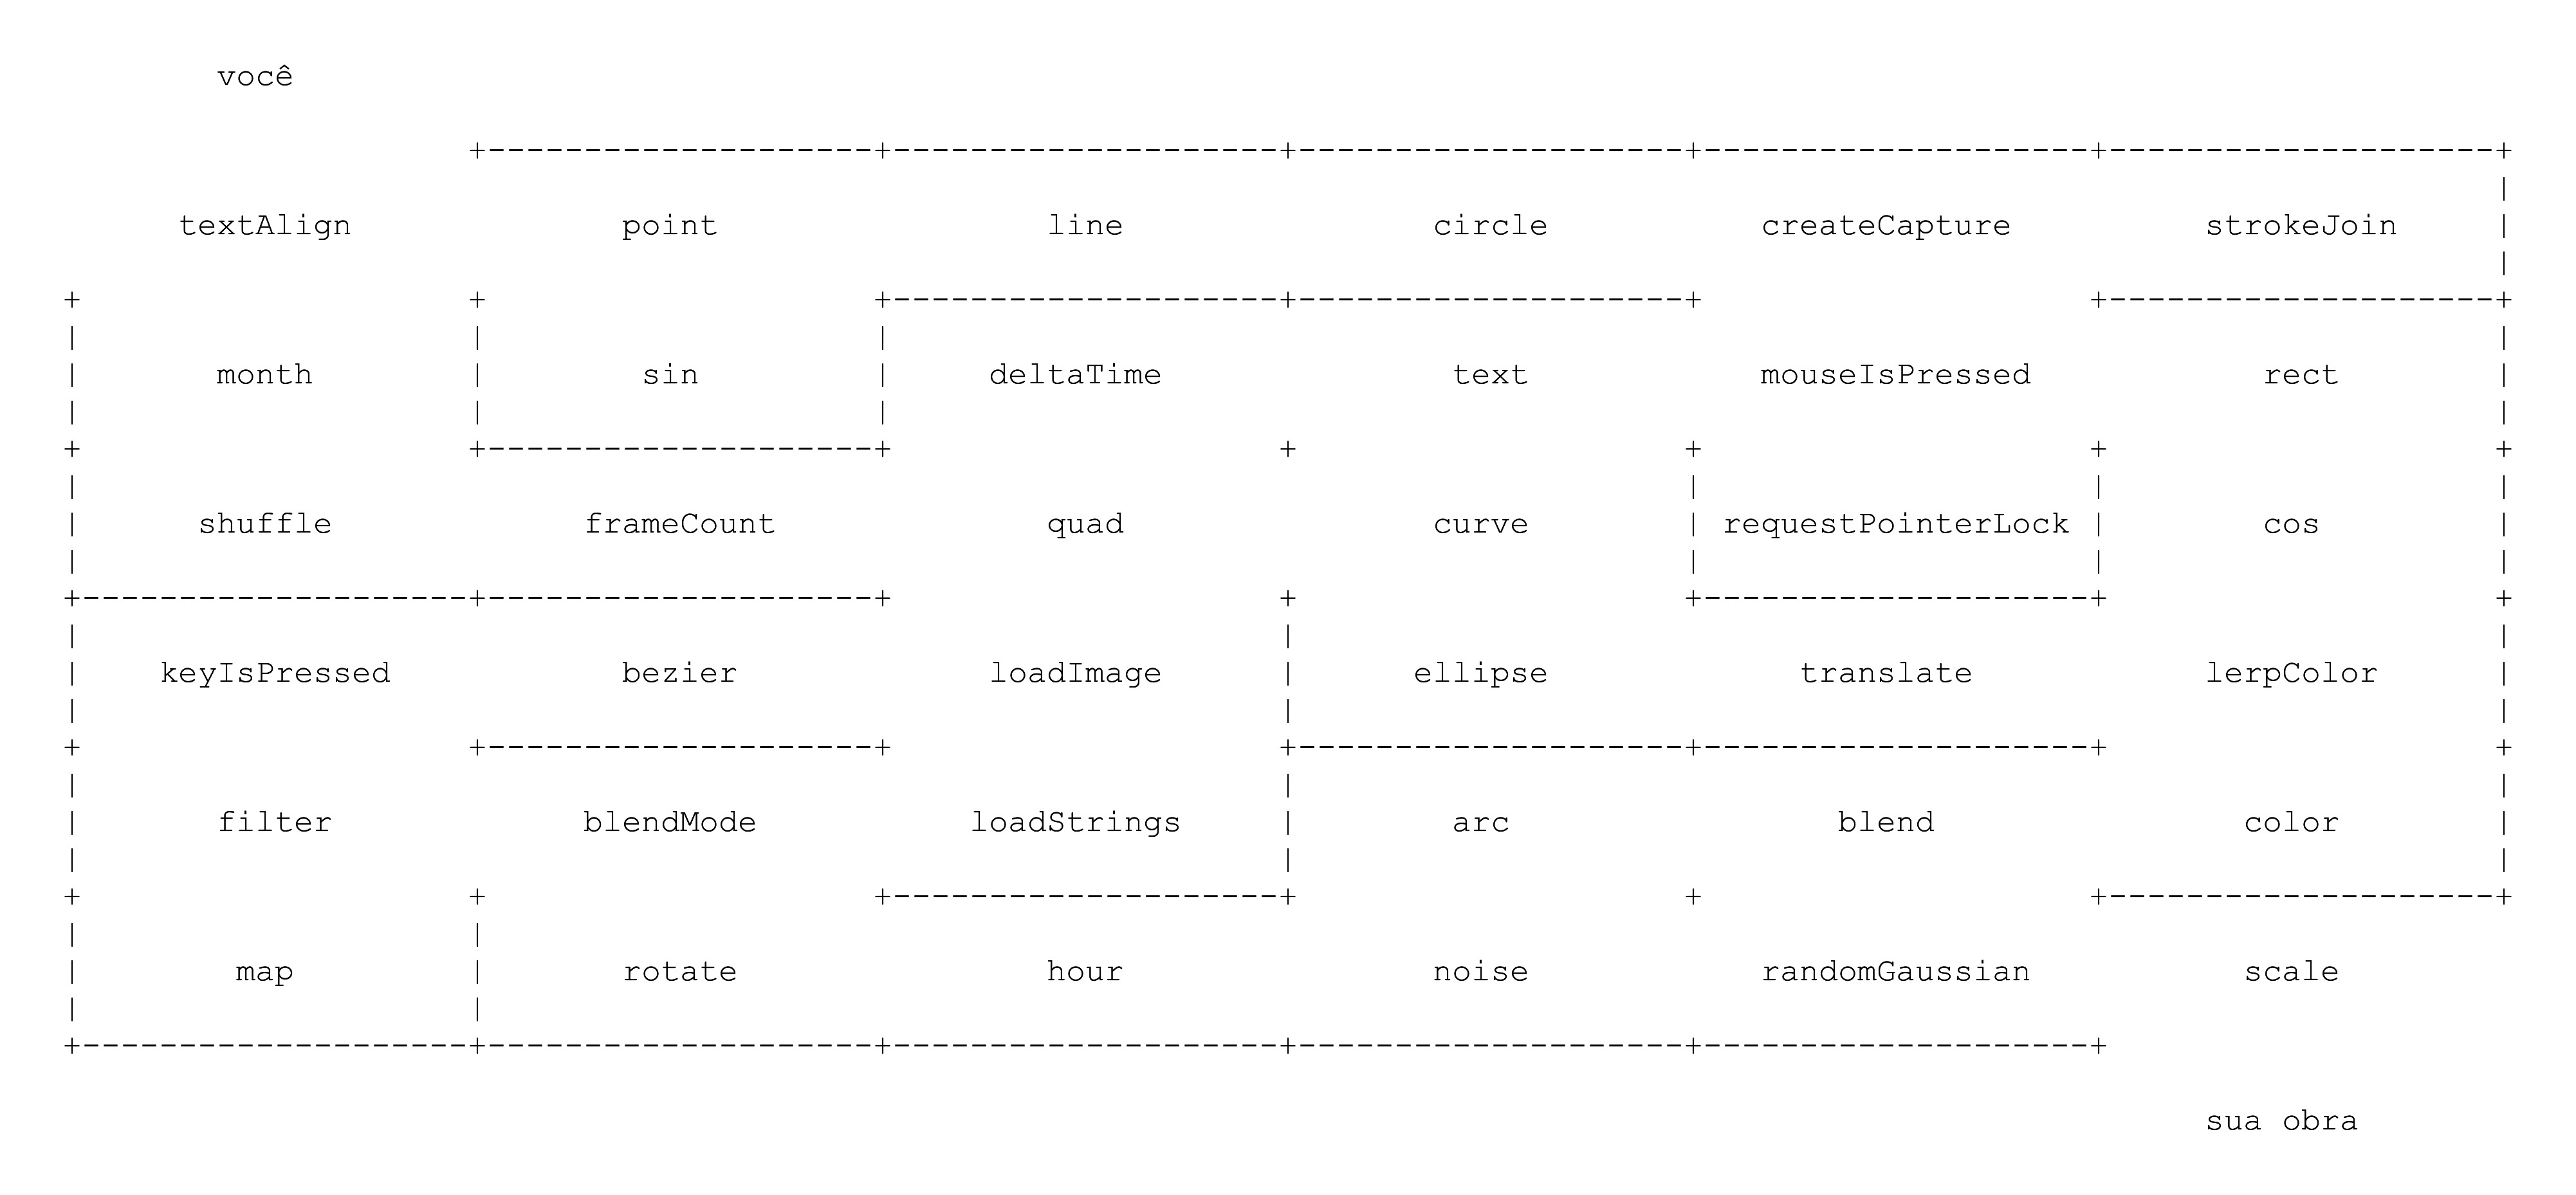 você
textAlign point line circle createCapture strokeJoin
month sin deltaTime text mouseIsPressed rect
shuffle frameCount quad curve requestPointerLock cos
keyIsPressed bezier loadImage ellipse translate lerpColor
filter blendMode loadStrings arc blend color
map rotate hour noise randomGaussian scale
sua obra